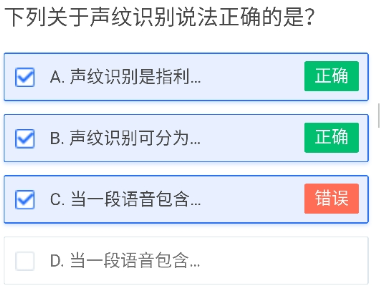 下列关于声纹识别说法正确的是？
A. 声纹识别是指利... 正确
B. 声纹识别可分为... 正确
C. 当一段语音包含... 错误
D. 当一段语音包含...